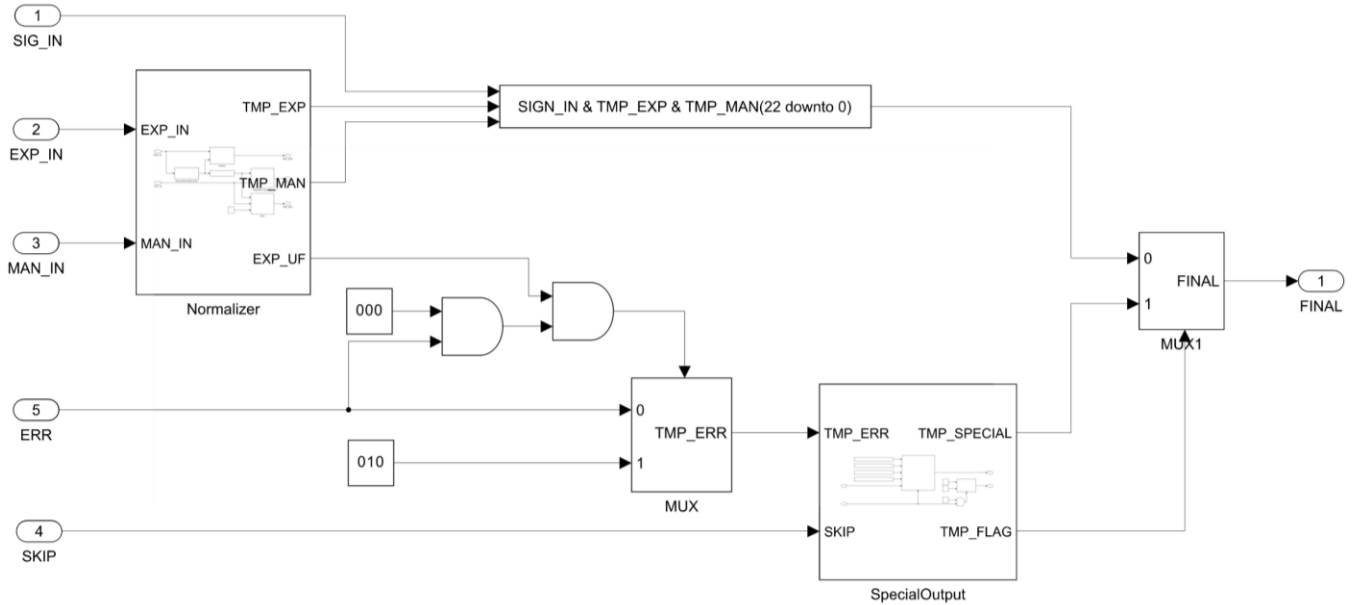 1
SIG_IN
2
EXP_IN
3
MAN_IN
EXP_IN
MAN_IN
TMP_EXP
TMP_MAN
EXP_UF
Normalizer
SIGN_IN & TMP_EXP & TMP_MAN(22 downto 0)
000
5
ERR
010
0
1
TMP_ERR
MUX
4
SKIP
TMP_ERR
SKIP
TMP_SPECIAL
TMP_FLAG
SpecialOutput
0
1
FINAL
MUX1
1
FINAL